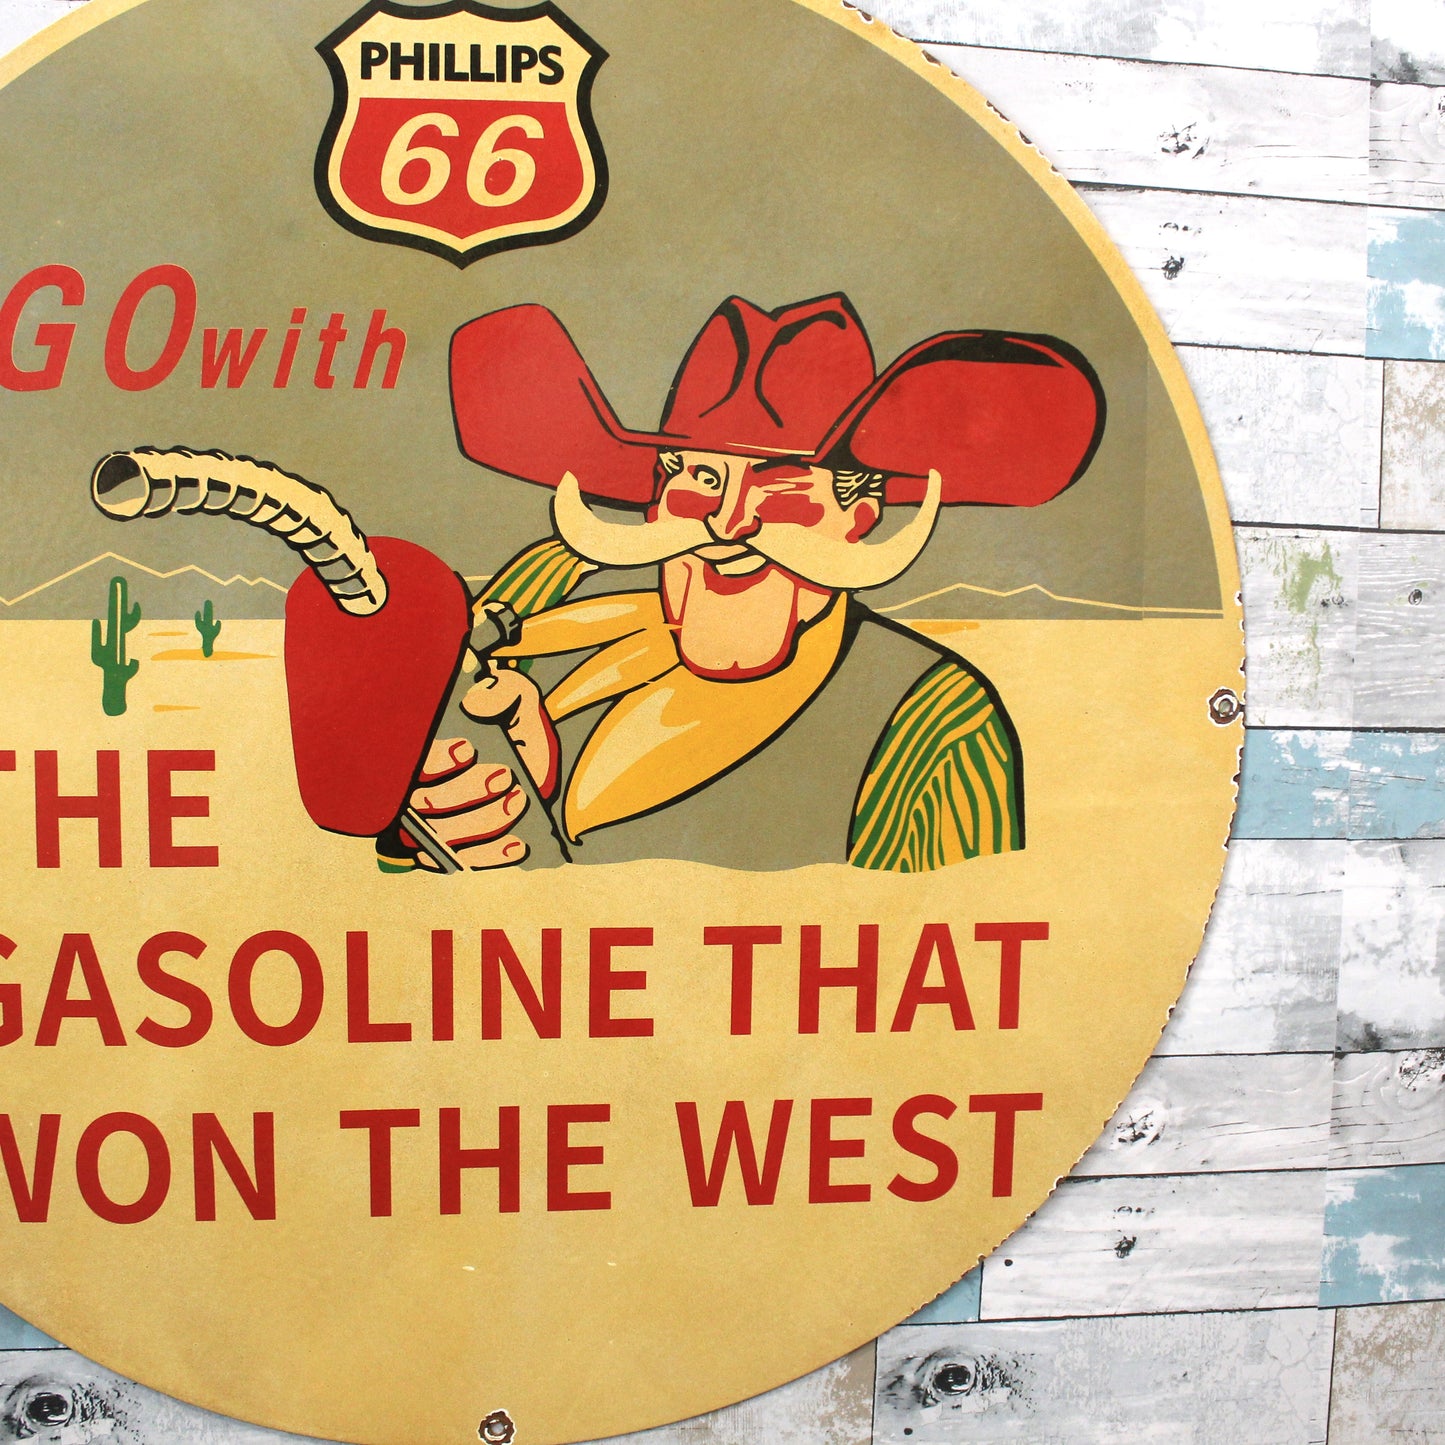 PHILLIPS
66
GO with
THE
GASOLINE THAT
WON THE WEST